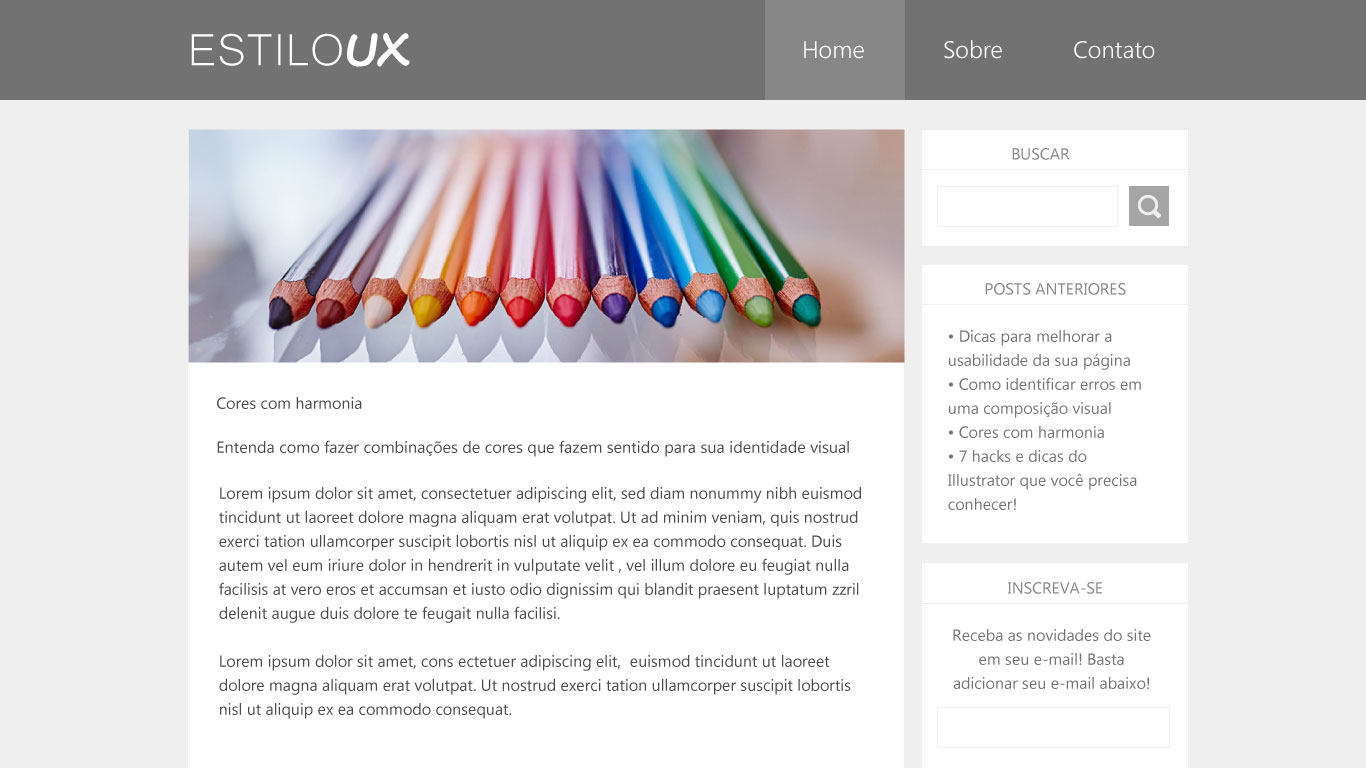 ESTILOUX
Home Sobre Contato
Cores com harmonia
Entenda como fazer combinações de cores que fazem sentido para sua identidade visual
Lorem ipsum dolor sit amet, consectetuer adipiscing elit, sed diam nonummy nibh euismod
tincidunt ut laoreet dolore magna aliquam erat volutpat. Ut ad minim veniam, quis nostrud
exerci tation ullamcorper suscipit lobortis nisl ut aliquip ex ea commodo consequat. Duis
autem vel eum iriure dolor in hendrerit in vulputate velit , vel illum dolore eu feugiat nulla
facilisis at vero eros et accumsan et iusto odio dignissim qui blandit praesent luptatum zzril
delenit augue duis dolore te feugait nulla facilisi.
Lorem ipsum dolor sit amet, cons ectetuer adipiscing elit,  euismod tincidunt ut laoreet
dolore magna aliquam erat volutpat. Ut nostrud exerci tation ullamcorper suscipit lobortis
nisl ut aliquip ex ea commodo consequat.
BUSCAR
POSTS ANTERIORES
• Dicas para melhorar a
usabilidade da sua página
• Como identificar erros em
uma composição visual
• Cores com harmonia
• 7 hacks e dicas do
Illustrator que você precisa
conhecer!
INSCREVA-SE
Receba as novidades do site
em seu e-mail! Basta
adicionar seu e-mail abaixo!